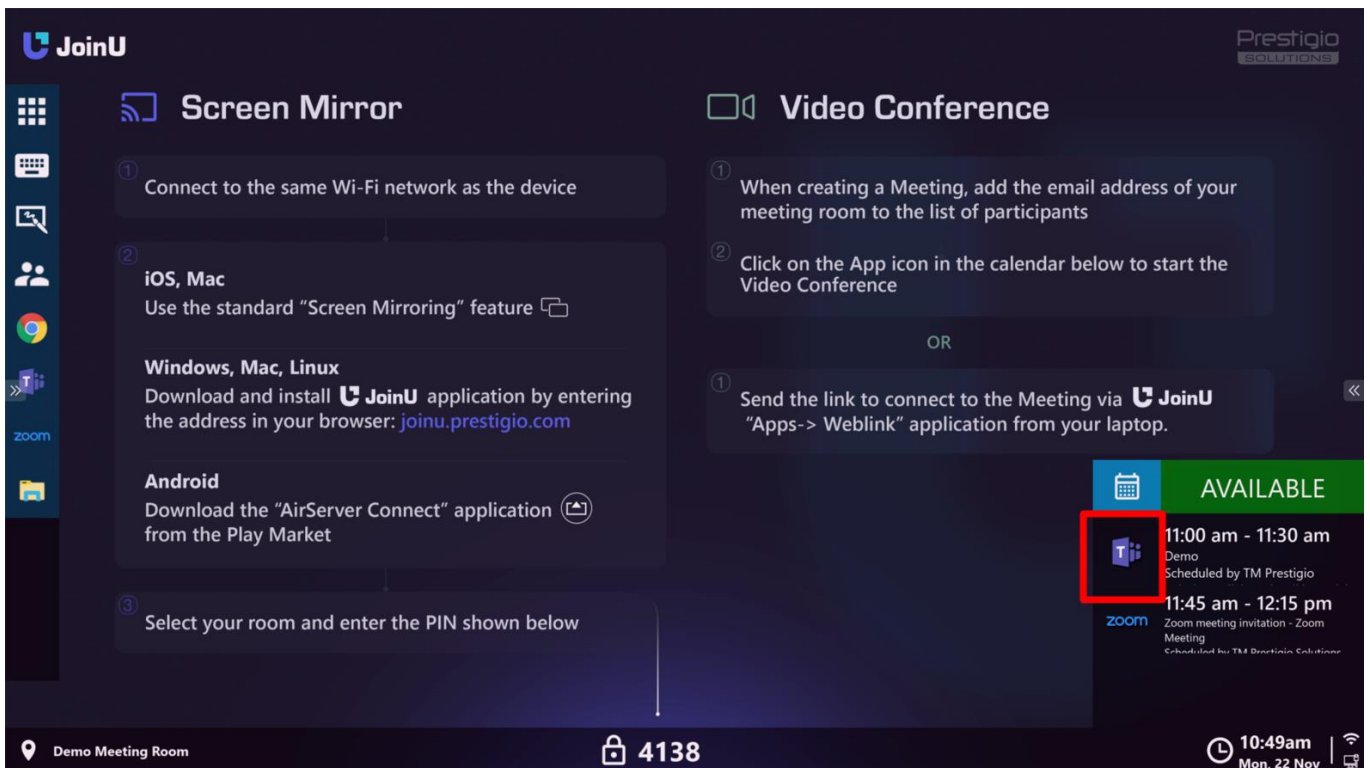 JoinU
Prestigio
SOLUTIONS
Screen Mirror
1
Connect to the same Wi-Fi network as the device
2
iOS, Mac
Use the standard “Screen Mirroring” feature
Windows, Mac, Linux
Download and install JoinU application by entering
the address in your browser: joinu.prestigio.com
Android
Download the “AirServer Connect” application
from the Play Market
3
Select your room and enter the PIN shown below
Video Conference
1
When creating a Meeting, add the email address of your
meeting room to the list of participants
2
Click on the App icon in the calendar below to start the
Video Conference
OR
1
Send the link to connect to the Meeting via JoinU
“Apps-> Weblink” application from your laptop.
T
zoom
AVAILABLE
T
11:00 am - 11:30 am
Demo
Scheduled by TM Prestigio
zoom
11:45 am - 12:15 pm
Zoom meeting invitation - Zoom
Meeting
Scheduled by TM Prestigio Solutions
Demo Meeting Room
4138
10:49am
Mon, 22 Nov